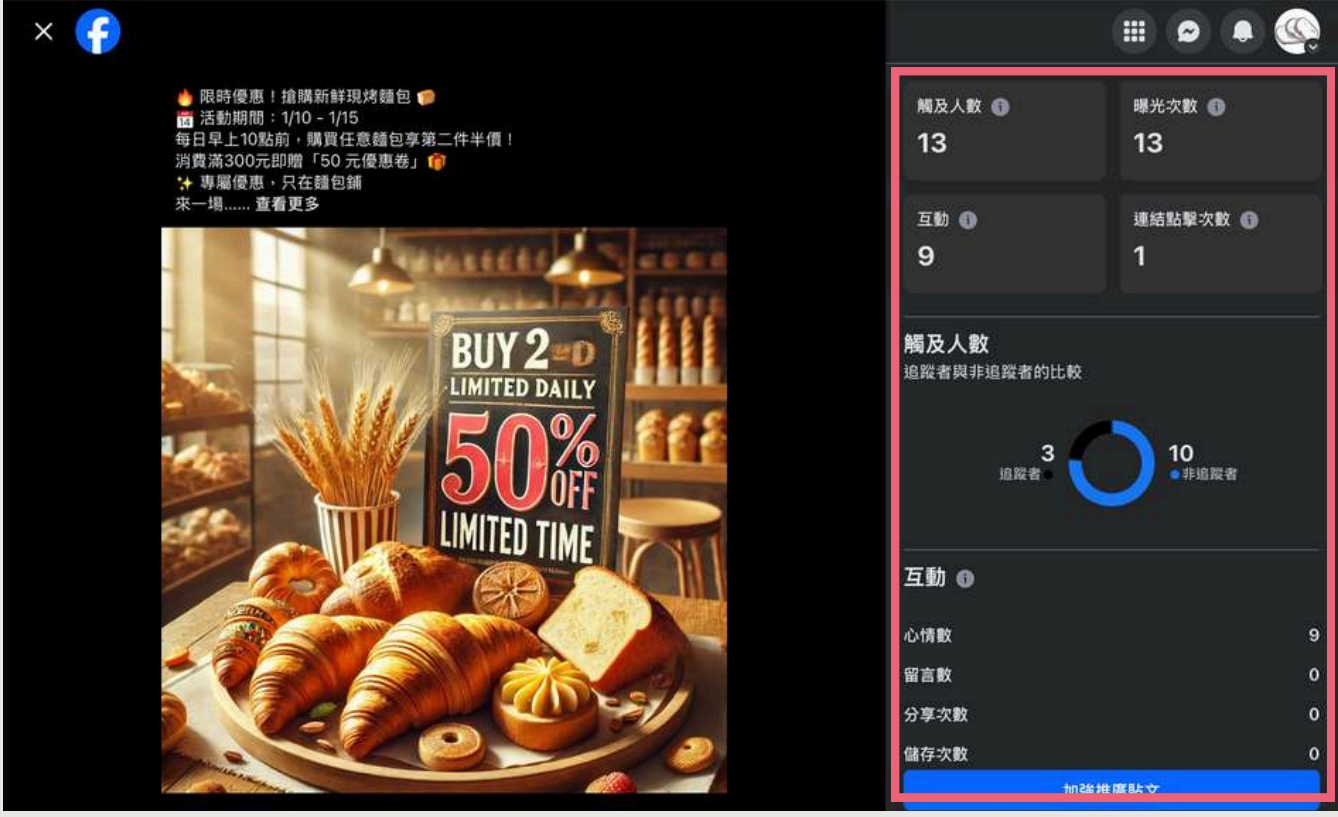 🔥 限時優惠！搶購新鮮現烤麵包 🍞
📅 活動期間：1/10 - 1/15
每日早上10點前，購買任意麵包享第二件半價！
消費滿300元即贈「50 元優惠卷」🎁
✨ 專屬優惠，只在麵包鋪
來一場...... 查看更多
BUY 2
LIMITED DAILY
50%
OFF
LIMITED TIME
觸及人數
13
曝光次數
13
互動
9
連結點擊次數
1
觸及人數
追蹤者與非追蹤者的比較
3
追蹤者
10
非追蹤者
互動
心情數 9
留言數 0
分享次數 0
儲存次數 0
加強推廣貼文